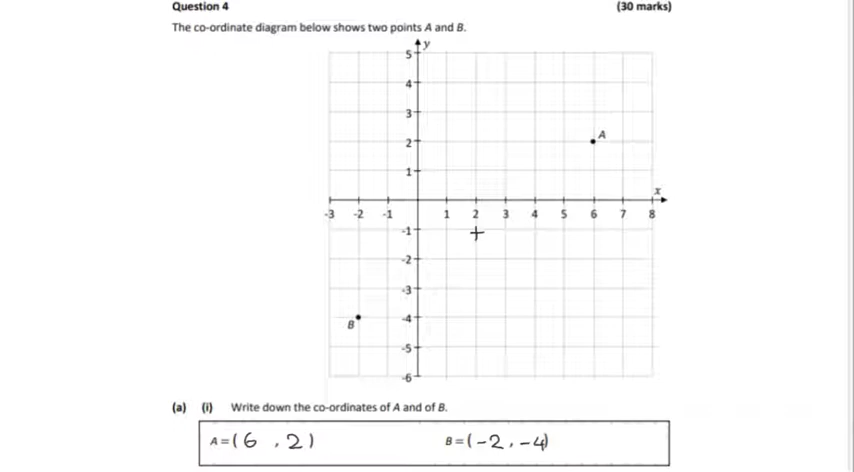 Question 4 (30 marks)
The co-ordinate diagram below shows two points A and B.
y
5
4
3
2 A
1
x
-3 -2 -1 1 2 3 4 5 6 7 8
-1 +
-2
-3
-4
B
-5
-6
(a) (i) Write down the co-ordinates of A and of B.
A = (6 , 2) B = (-2, -4)